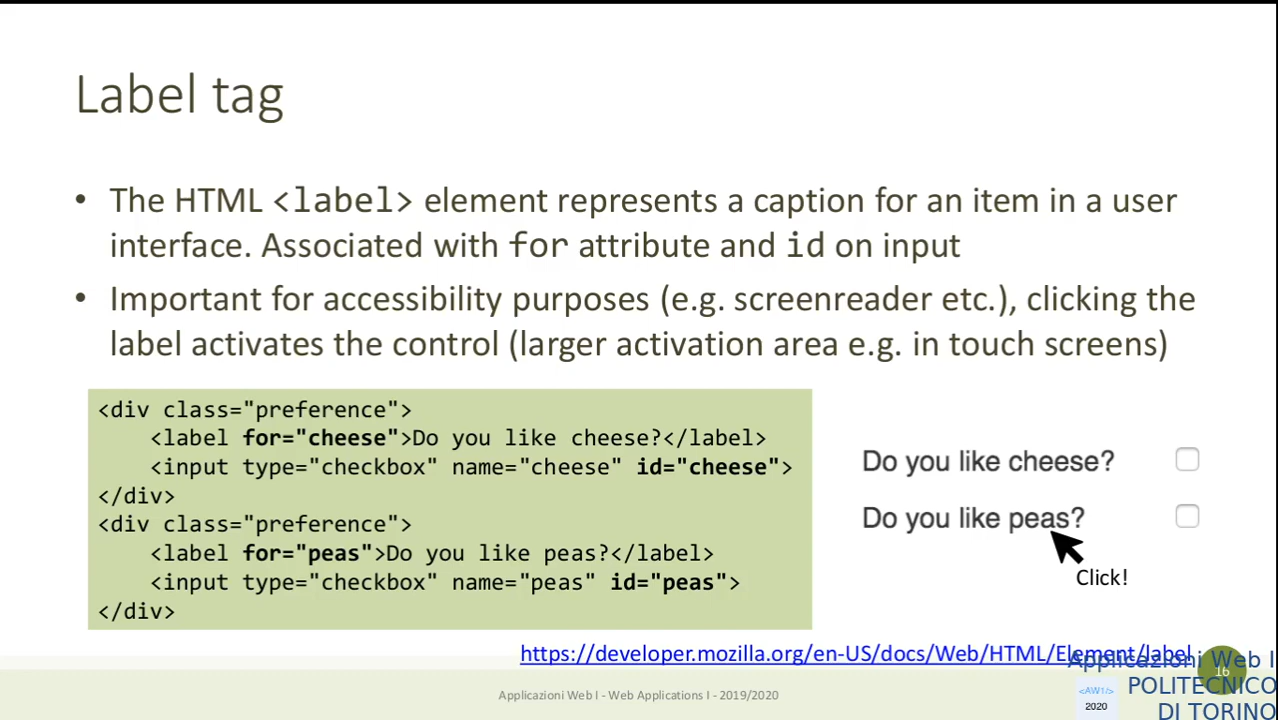 Label tag
• The HTML <label> element represents a caption for an item in a user
interface. Associated with for attribute and id on input
• Important for accessibility purposes (e.g. screenreader etc.), clicking the
label activates the control (larger activation area e.g. in touch screens)
<div class="preference">
    <label for="cheese">Do you like cheese?</label>
    <input type="checkbox" name="cheese" id="cheese">
</div>
<div class="preference">
    <label for="peas">Do you like peas?</label>
    <input type="checkbox" name="peas" id="peas">
</div>
Do you like cheese?
Do you like peas?
Click!
https://developer.mozilla.org/en-US/docs/Web/HTML/Element/label
Applicazioni Web I - Web Applications I - 2019/2020
16
<AW1/>
2020
Applicazioni Web I
POLITECNICO
DI TORINO